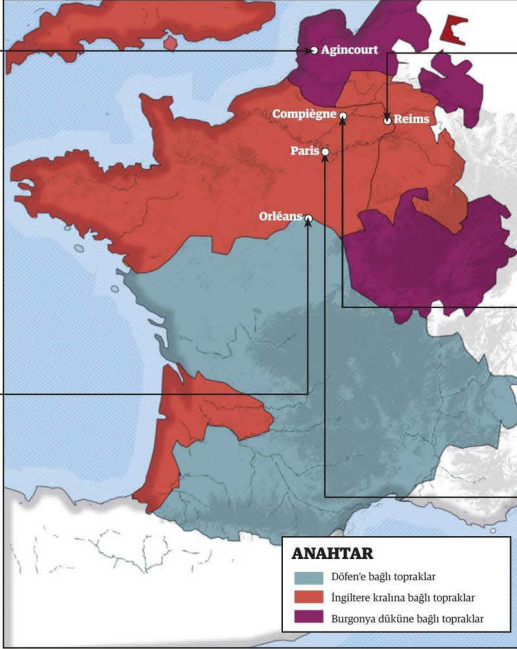 Agincourt
Compiègne
Reims
Paris
Orléans
ANAHTAR
Döfen'e bağlı topraklar
İngiltere kralına bağlı topraklar
Burgonya düküne bağlı topraklar